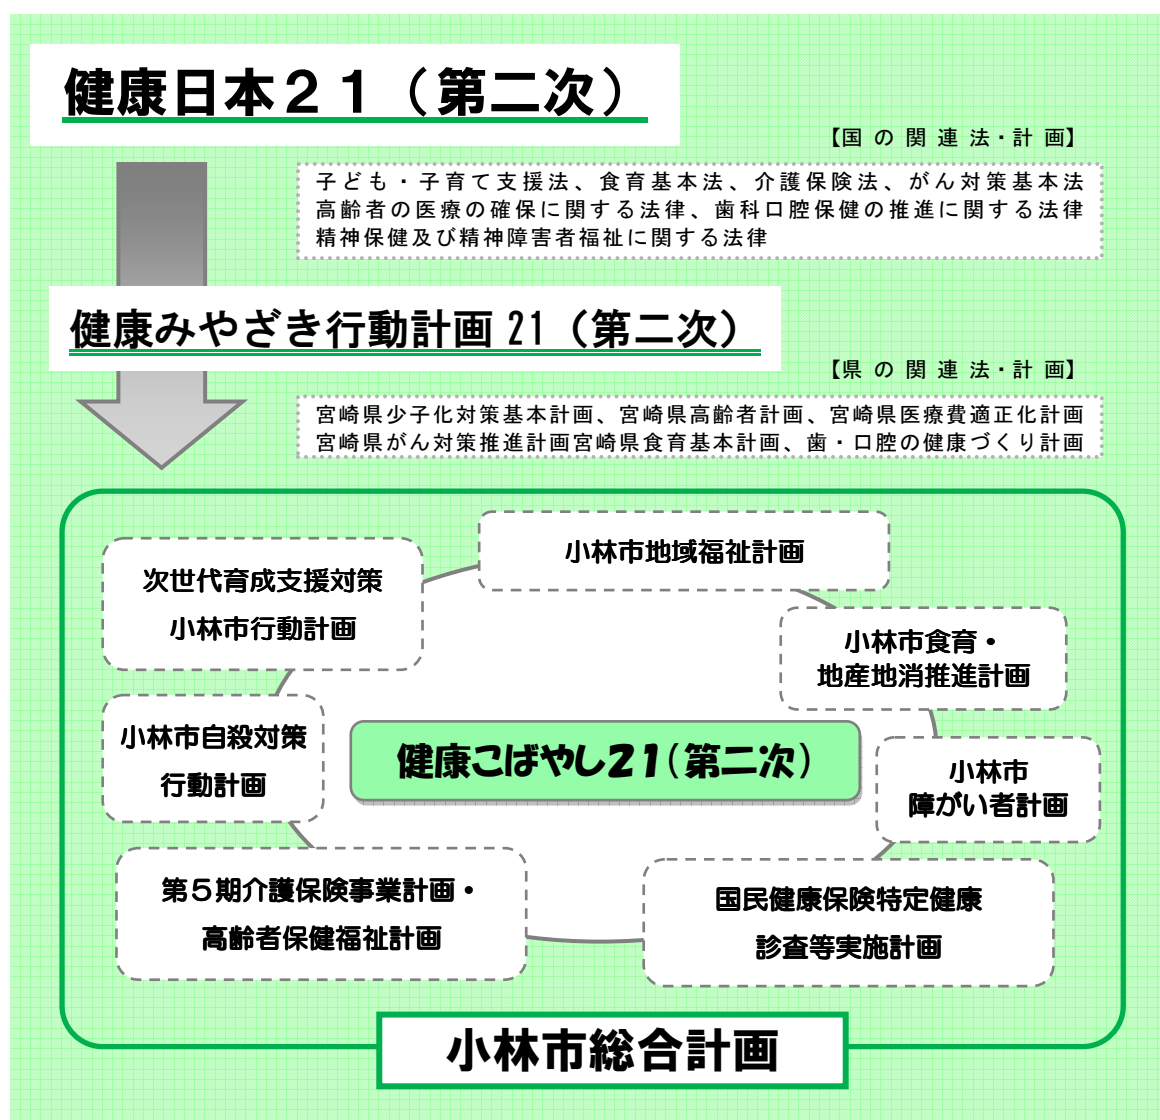 健康日本２１（第二次）
【国の関連法・計画】
子ども・子育て支援法、食育基本法、介護保険法、がん対策基本法
高齢者の医療の確保に関する法律、歯科口腔保健の推進に関する法律
精神保健及び精神障害者福祉に関する法律
健康みやざき行動計画21（第二次）
【県の関連法・計画】
宮崎県少子化対策基本計画、宮崎県高齢者計画、宮崎県医療費適正化計画
宮崎県がん対策推進計画宮崎県食育基本計画、歯・口腔の健康づくり計画
小林市地域福祉計画
次世代育成支援対策
小林市行動計画
小林市食育・
地産地消推進計画
小林市自殺対策
行動計画
健康こばやし21（第二次）
小林市
障がい者計画
第５期介護保険事業計画・
高齢者保健福祉計画
国民健康保険特定健康
診査等実施計画
小林市総合計画